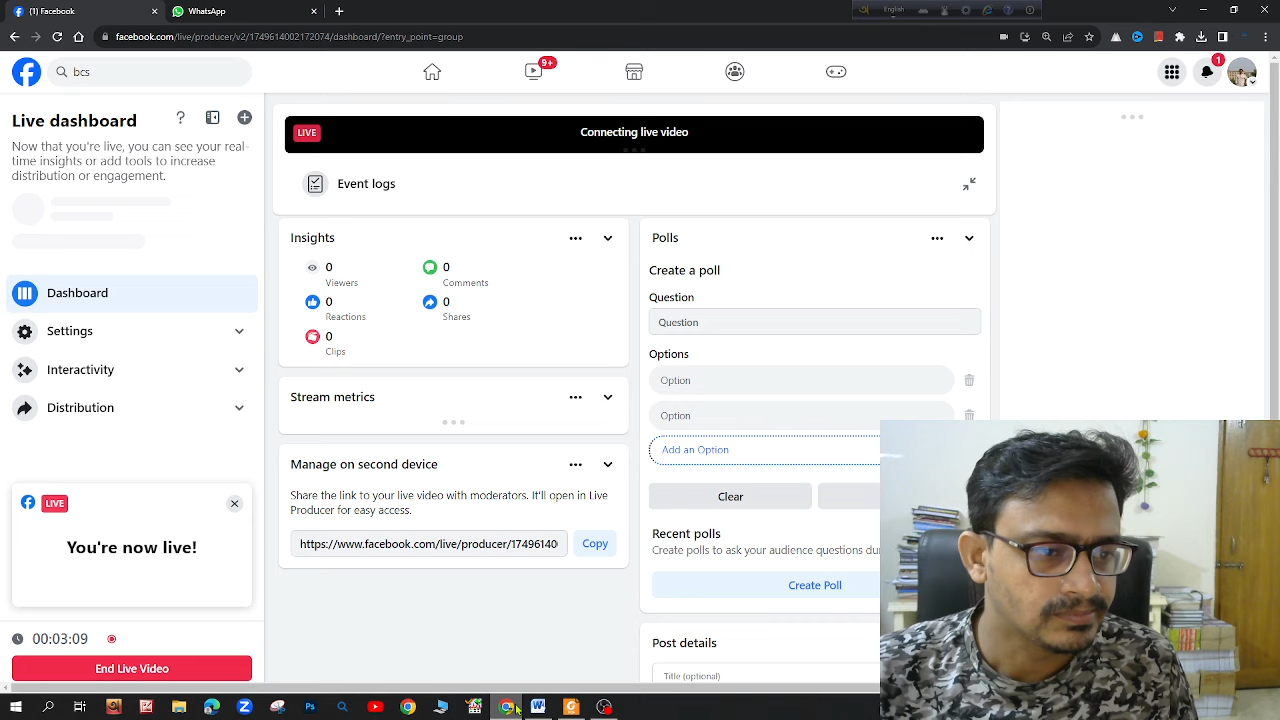 (1) Facebook
WhatsApp
English
facebook.com/live/producer/v2/1749614002172074/dashboard/?entry_point=group
bcs
9+
1
Live dashboard
Now that you're live, you can see your real-
time insights or add tools to increase
distribution or engagement.
Dashboard
Settings
Interactivity
Distribution
LIVE
You're now live!
00:03:09
End Live Video
LIVE
Connecting live video
Event logs
Insights
0
Viewers
0
Comments
0
Reactions
0
Shares
0
Clips
Stream metrics
Manage on second device
Share the link to your live video with moderators. It'll open in Live
Producer for easy access.
https://www.facebook.com/live/producer/17496140
Copy
Polls
Create a poll
Question
Question
Options
Option
Option
Add an Option
Clear
Recent polls
Create polls to ask your audience questions du
Create Poll
Post details
Title (optional)